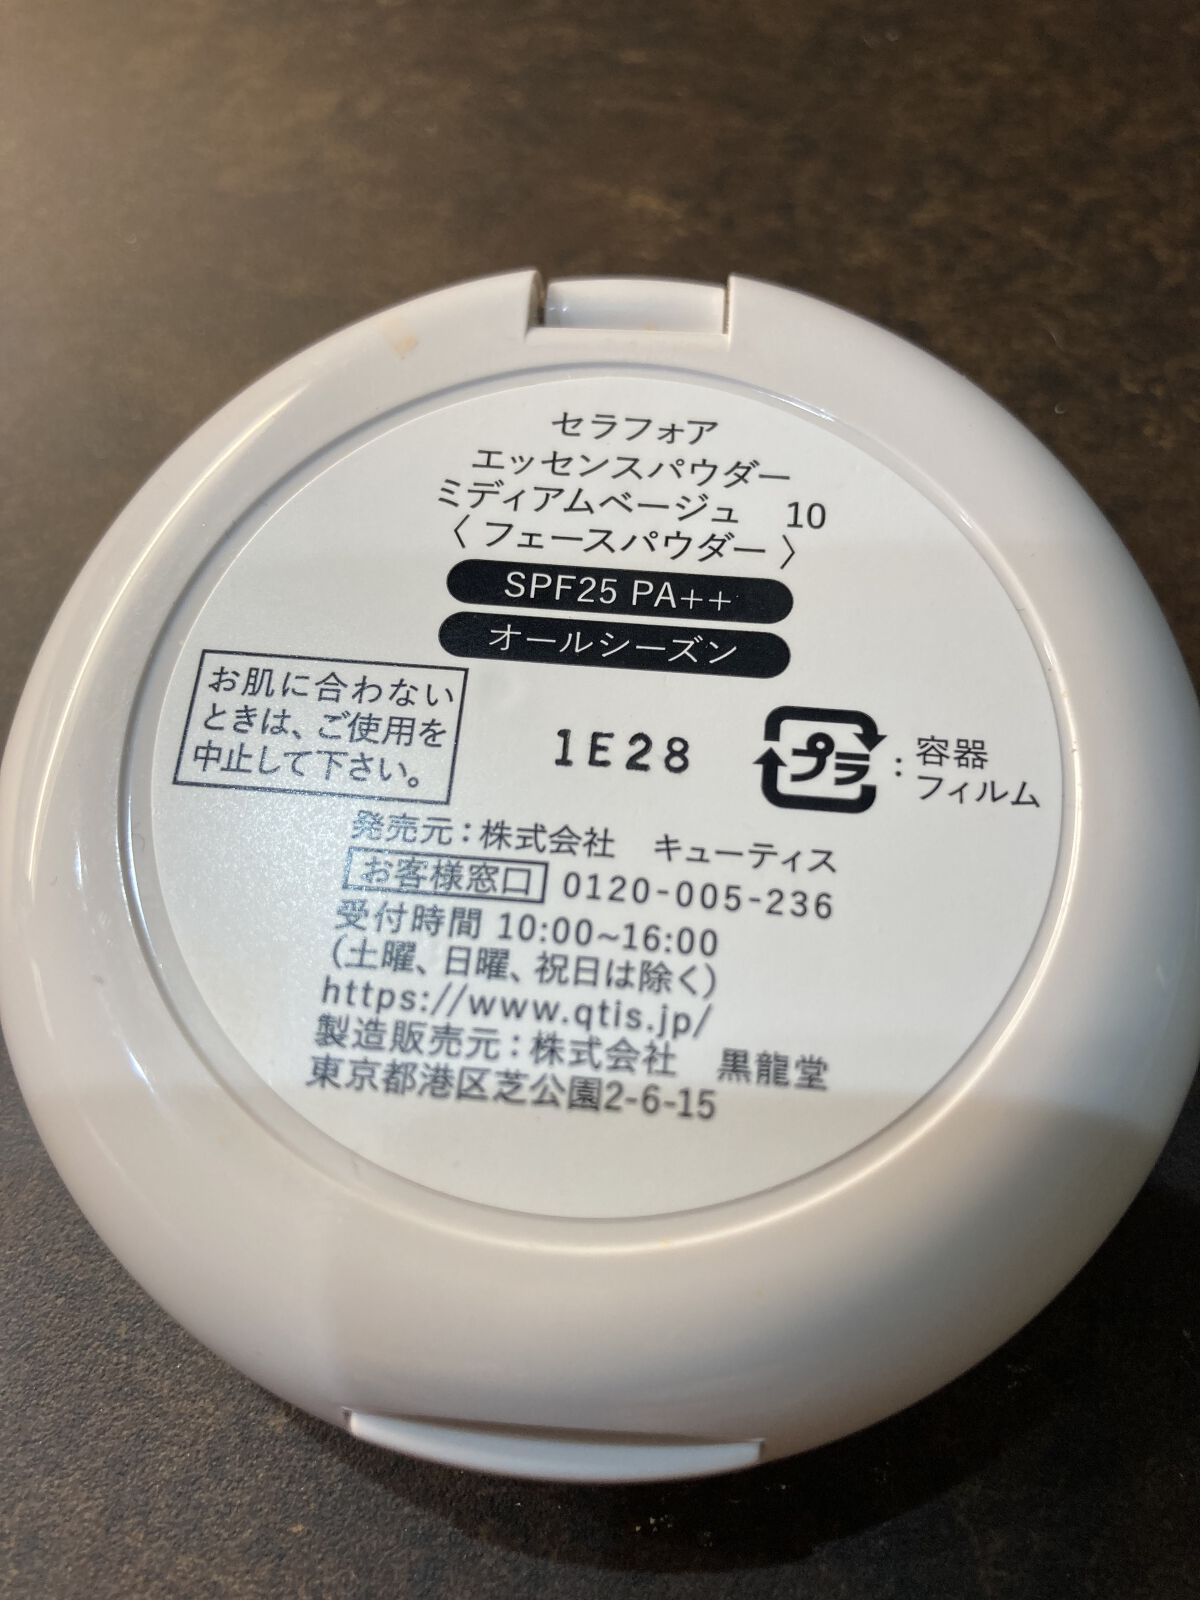 セラフォア
エッセンスパウダー
ミディアムベージュ　10
〈フェースパウダー〉
SPF25 PA++
オールシーズン
お肌に合わない
ときは、ご使用を
中止して下さい。
1E28
プラ
：容器
フィルム
発売元：株式会社　キューティス
お客様窓口 0120-005-236
受付時間 10:00~16:00
(土曜、日曜、祝日は除く)
https://www.qtis.jp/
製造販売元：株式会社　黒龍堂
東京都港区芝公園2-6-15